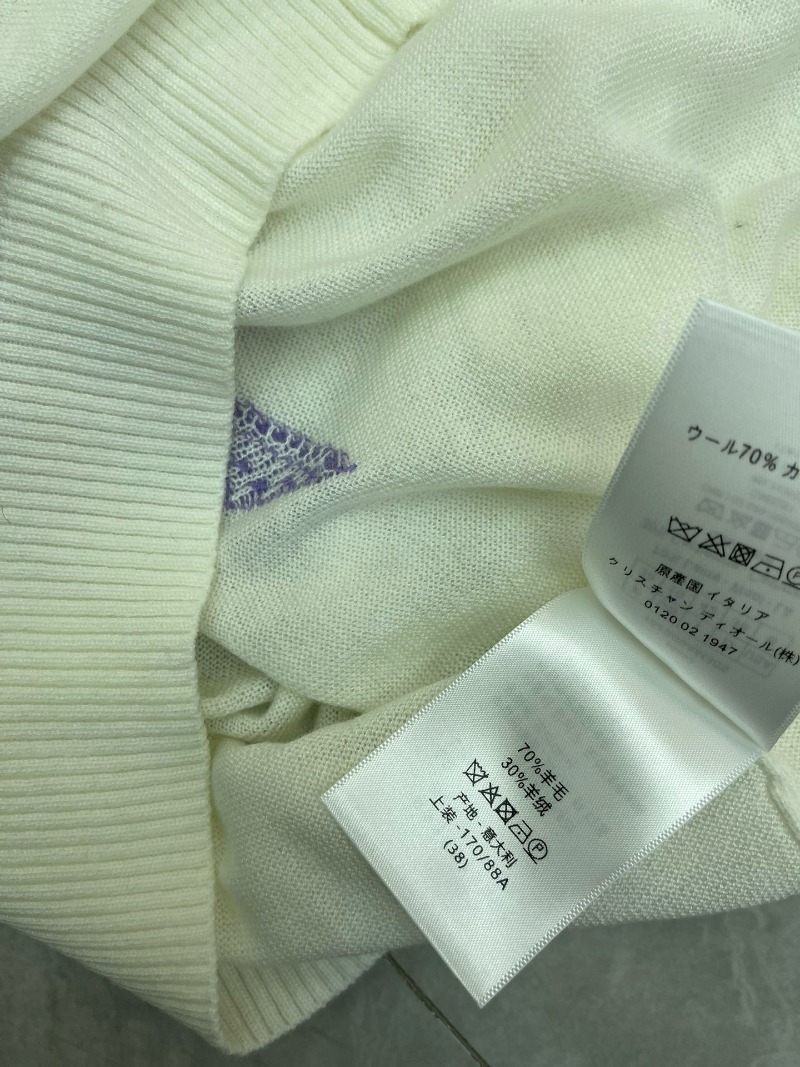 ウール70% カ
原産国 イタリア
クリスチャン ディオール(株)
0120 02 1947
70%羊毛
30%羊绒
P
产地 - 意大利
上装 -170/88A
(38)